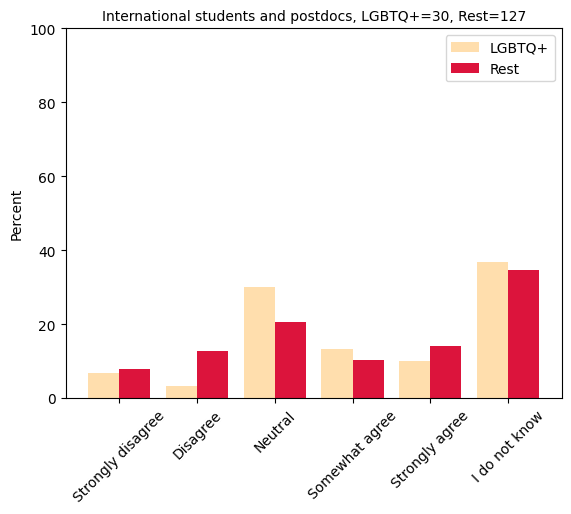 International students and postdocs, LGBTQ+=30, Rest=127
LGBTQ+
Rest
Percent
100
80
60
40
20
0
Strongly disagree
Disagree
Neutral
Somewhat agree
Strongly agree
I do not know